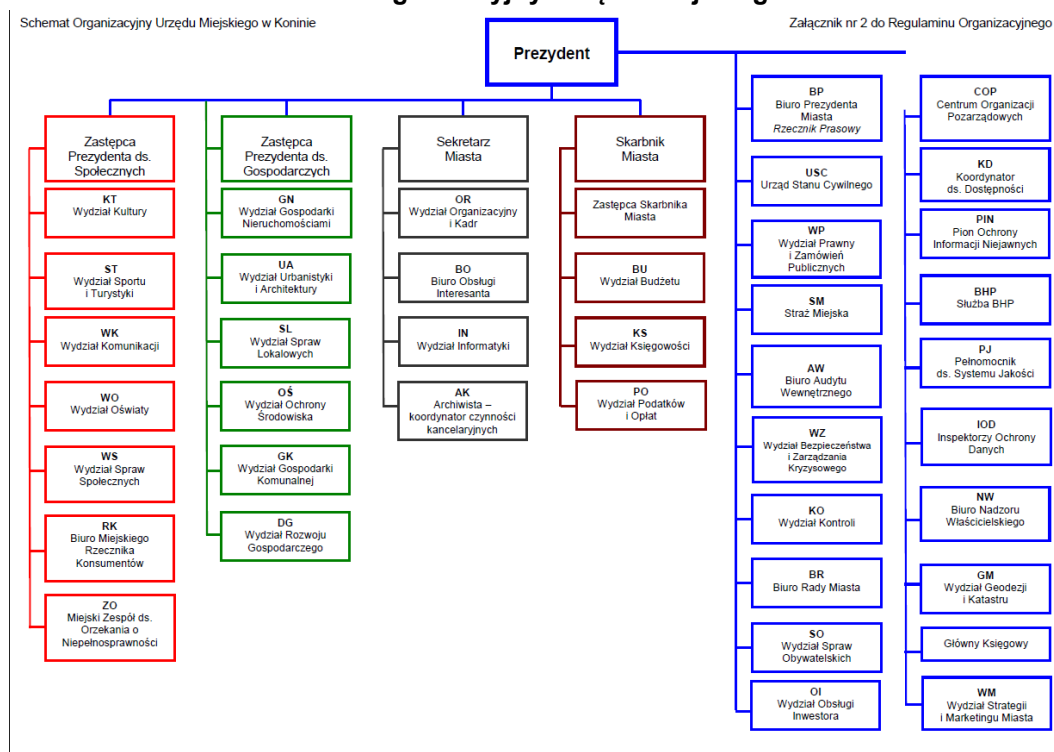 Schemat Organizacyjny Urzędu Miejskiego w Koninie
Załącznik nr 2 do Regulaminu Organizacyjnego
Prezydent
Zastępca
Prezydenta ds.
Społecznych
KT
Wydział Kultury
ST
Wydział Sportu
i Turystyki
WK
Wydział Komunikacji
WO
Wydział Oświaty
WS
Wydział Spraw
Społecznych
RK
Biuro Miejskiego
Rzecznika
Konsumentów
ZO
Miejski Zespół ds.
Orzekania o
Niepełnosprawności
Zastępca
Prezydenta ds.
Gospodarczych
GN
Wydział Gospodarki
Nieruchomościami
UA
Wydział Urbanistyki
i Architektury
SL
Wydział Spraw
Lokalowych
OŚ
Wydział Ochrony
Środowiska
GK
Wydział Gospodarki
Komunalnej
DG
Wydział Rozwoju
Gospodarczego
Sekretarz
Miasta
OR
Wydział Organizacyjny
i Kadr
BO
Biuro Obsługi
Interesanta
IN
Wydział Informatyki
AK
Archiwista –
koordynator czynności
kancelaryjnych
Skarbnik
Miasta
Zastępca Skarbnika
Miasta
BU
Wydział Budżetu
KS
Wydział Księgowości
PO
Wydział Podatków
i Opłat
BP
Biuro Prezydenta
Miasta
Rzecznik Prasowy
USC
Urząd Stanu Cywilnego
WP
Wydział Prawny
i Zamówień
Publicznych
SM
Straż Miejska
AW
Biuro Audytu
Wewnętrznego
WZ
Wydział Bezpieczeństwa
i Zarządzania
Kryzysowego
KO
Wydział Kontroli
BR
Biuro Rady Miasta
SO
Wydział Spraw
Obywatelskich
OI
Wydział Obsługi
Inwestora
COP
Centrum Organizacji
Pozarządowych
KD
Koordynator
ds. Dostępności
PIN
Pion Ochrony
Informacji Niejawnych
BHP
Służba BHP
PJ
Pełnomocnik
ds. Systemu Jakości
IOD
Inspektorzy Ochrony
Danych
NW
Biuro Nadzoru
Właścicielskiego
GM
Wydział Geodezji
i Katastru
Główny Księgowy
WM
Wydział Strategii
i Marketingu Miasta